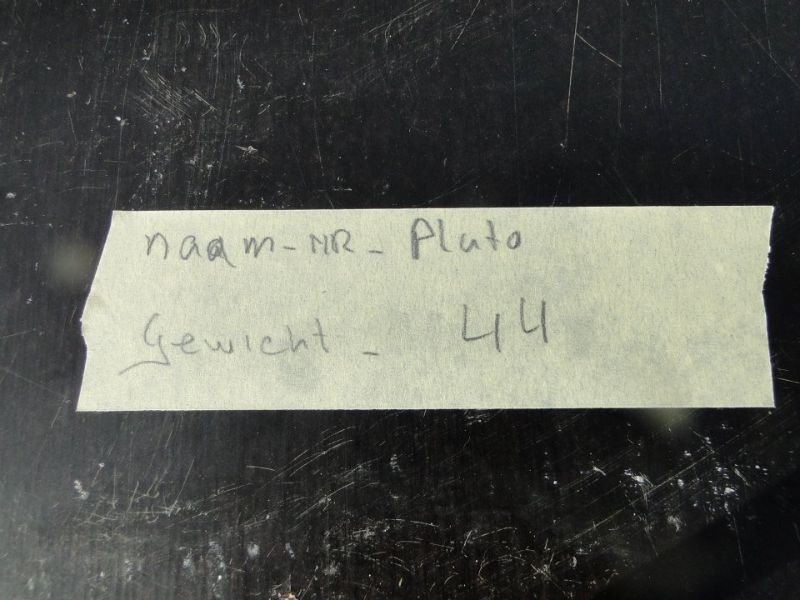 naam-NR- Pluto
Gewicht - 44